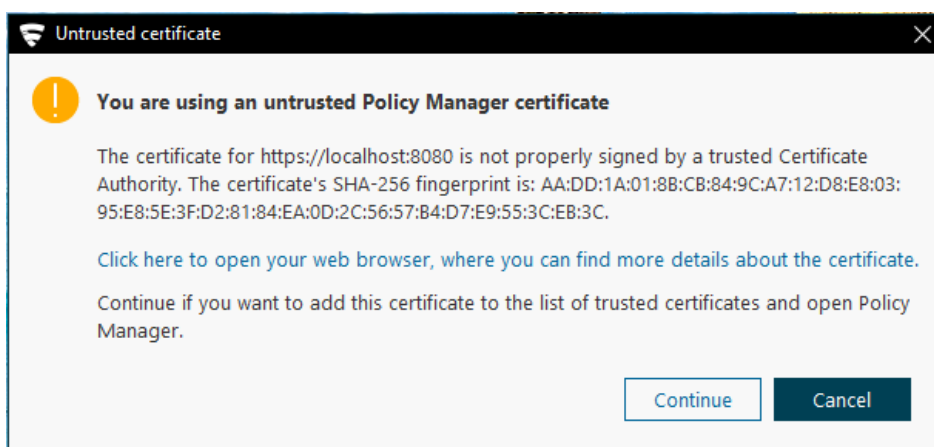 Untrusted certificate
You are using an untrusted Policy Manager certificate
The certificate for https://localhost:8080 is not properly signed by a trusted Certificate
Authority. The certificate's SHA-256 fingerprint is: AA:DD:1A:01:8B:CB:84:9C:A7:12:D8:E8:03:
95:E8:5E:3F:D2:81:84:EA:0D:2C:56:57:B4:D7:E9:55:3C:EB:3C.
Click here to open your web browser, where you can find more details about the certificate.
Continue if you want to add this certificate to the list of trusted certificates and open Policy
Manager.
Continue Cancel